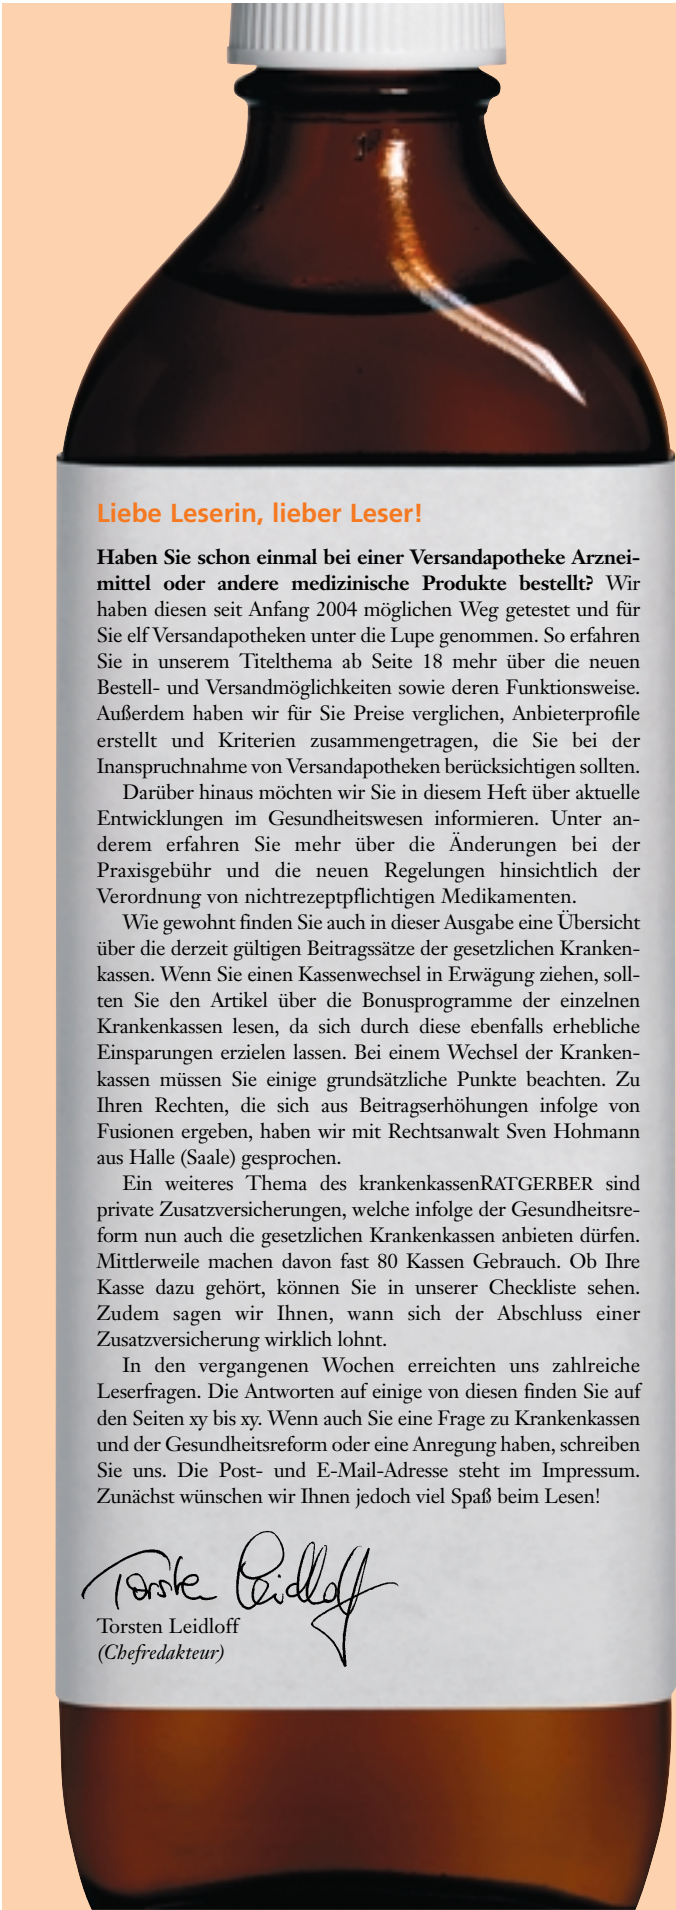 Liebe Leserin, lieber Leser!
Haben Sie schon einmal bei einer Versandapotheke Arznei-
mittel oder andere medizinische Produkte bestellt? Wir
haben diesen seit Anfang 2004 möglichen Weg getestet und für
Sie elf Versandapotheken unter die Lupe genommen. So erfahren
Sie in unserem Titelthema ab Seite 18 mehr über die neuen
Bestell- und Versandmöglichkeiten sowie deren Funktionsweise.
Außerdem haben wir für Sie Preise verglichen, Anbieterprofile
erstellt und Kriterien zusammengetragen, die Sie bei der
Inanspruchnahme von Versandapotheken berücksichtigen sollten.
Darüber hinaus möchten wir Sie in diesem Heft über aktuelle
Entwicklungen im Gesundheitswesen informieren. Unter an-
derem erfahren Sie mehr über die Änderungen bei der
Praxisgebühr und die neuen Regelungen hinsichtlich der
Verordnung von nichtrezeptpflichtigen Medikamenten.
Wie gewohnt finden Sie auch in dieser Ausgabe eine Übersicht
über die derzeit gültigen Beitragssätze der gesetzlichen Kranken-
kassen. Wenn Sie einen Kassenwechsel in Erwägung ziehen, soll-
ten Sie den Artikel über die Bonusprogramme der einzelnen
Krankenkassen lesen, da sich durch diese ebenfalls erhebliche
Einsparungen erzielen lassen. Bei einem Wechsel der Kranken-
kassen müssen Sie einige grundsätzliche Punkte beachten. Zu
Ihren Rechten, die sich aus Beitragserhöhungen infolge von
Fusionen ergeben, haben wir mit Rechtsanwalt Sven Hohmann
aus Halle (Saale) gesprochen.
Ein weiteres Thema des krankenkassenRATGERBER sind
private Zusatzversicherungen, welche infolge der Gesundheitsre-
form nun auch die gesetzlichen Krankenkassen anbieten dürfen.
Mittlerweile machen davon fast 80 Kassen Gebrauch. Ob Ihre
Kasse dazu gehört, können Sie in unserer Checkliste sehen.
Zudem sagen wir Ihnen, wann sich der Abschluss einer
Zusatzversicherung wirklich lohnt.
In den vergangenen Wochen erreichten uns zahlreiche
Leserfragen. Die Antworten auf einige von diesen finden Sie auf
den Seiten xy bis xy. Wenn auch Sie eine Frage zu Krankenkassen
und der Gesundheitsreform oder eine Anregung haben, schreiben
Sie uns. Die Post- und E-Mail-Adresse steht im Impressum.
Zunächst wünschen wir Ihnen jedoch viel Spaß beim Lesen!
Torsten Leidloff
Torsten Leidloff
(Chefredakteur)